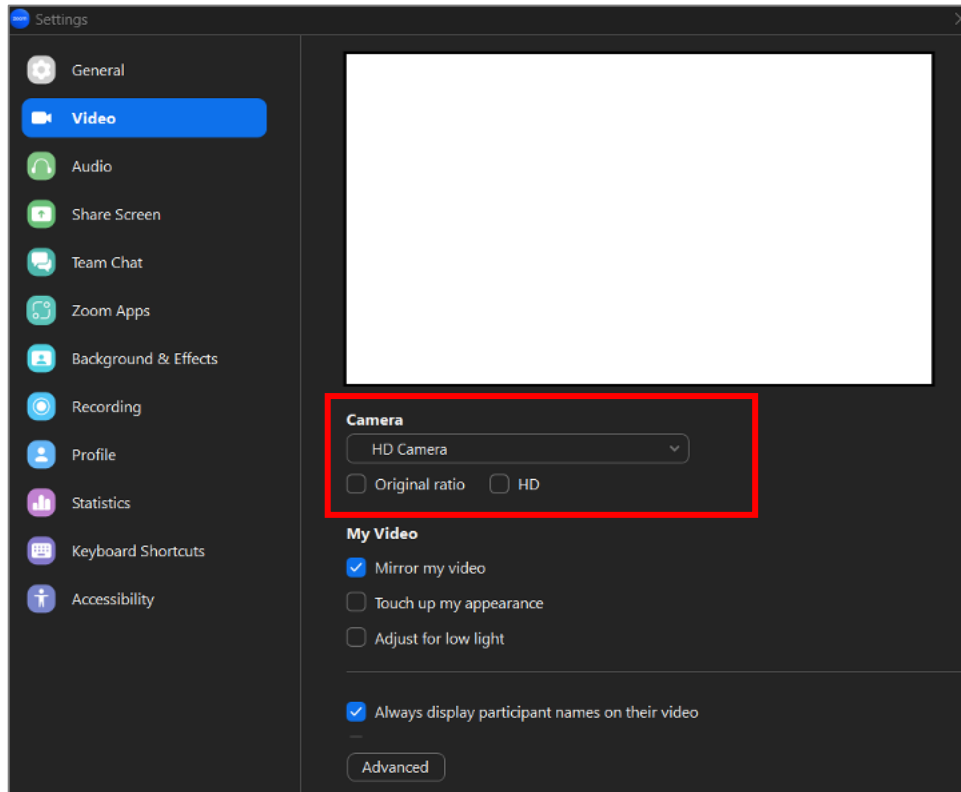 zoom Settings
General
Video
Audio
Share Screen
Team Chat
Zoom Apps
Background & Effects
Recording
Profile
Statistics
Keyboard Shortcuts
Accessibility
Camera
HD Camera
Original ratio HD
My Video
Mirror my video
Touch up my appearance
Adjust for low light
Always display participant names on their video
Advanced